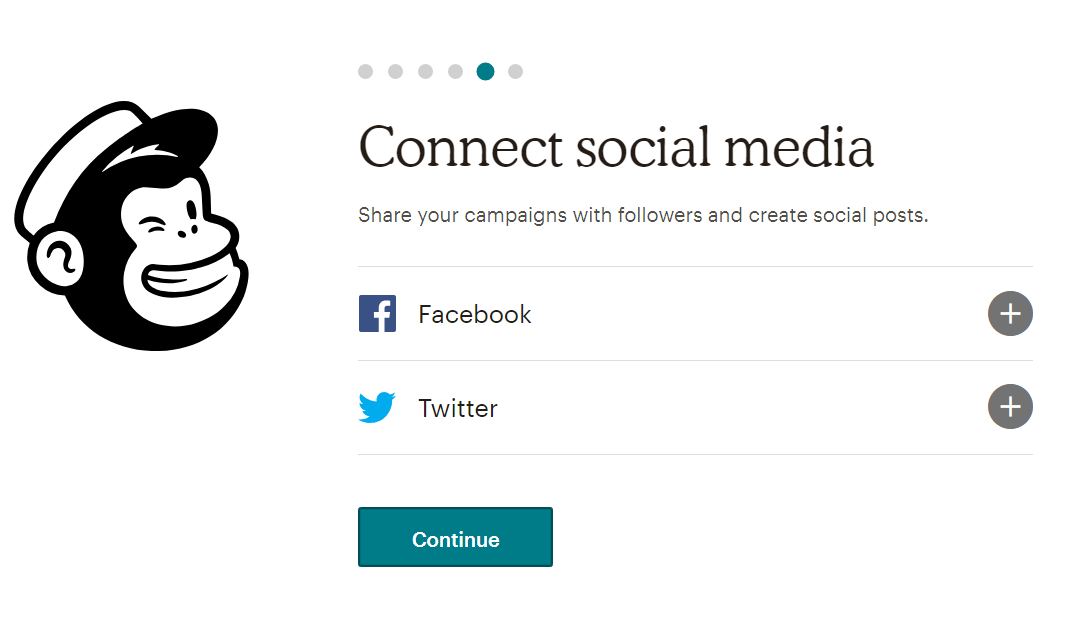 Connect social media
Share your campaigns with followers and create social posts.
Facebook
Twitter
Continue